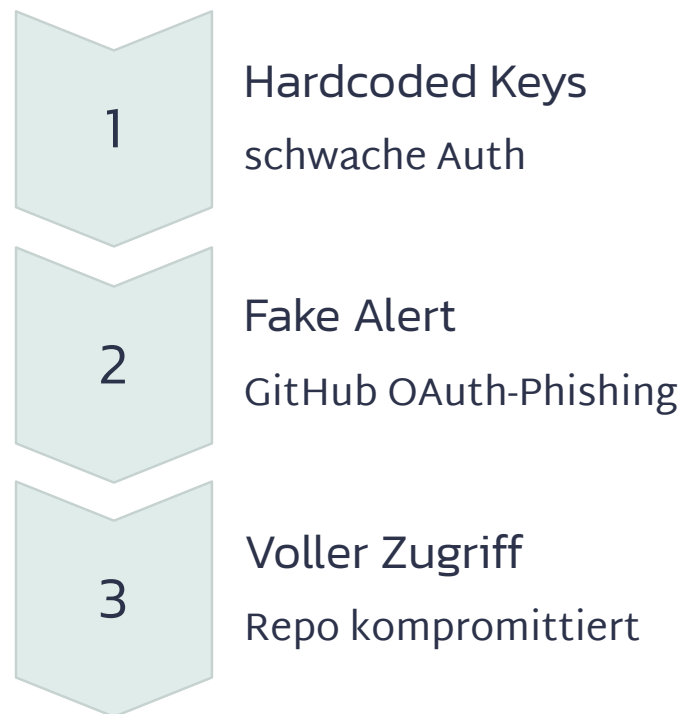 1
Hardcoded Keys
schwache Auth
2
Fake Alert
GitHub OAuth-Phishing
3
Voller Zugriff
Repo kompromittiert